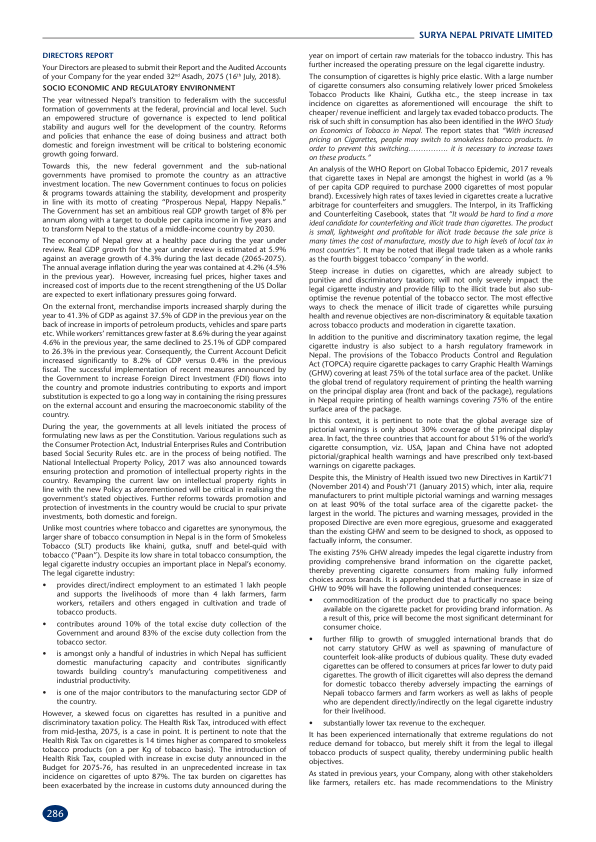 SURYA NEPAL PRIVATE LIMITED
DIRECTORS REPORT
Your Directors are pleased to submit their Report and the Audited Accounts
of your Company for the year ended 32nd Asadh, 2075 (16th July, 2018).
SOCIO ECONOMIC AND REGULATORY ENVIRONMENT
The year witnessed Nepal's transition to federalism with the successful
formation of governments at the federal, provincial and local level. Such
an empowered structure of governance is expected to lend political
stability and augurs well for the development of the country. Reforms
and policies that enhance the ease of doing business and attract both
domestic and foreign investment will be critical to bolstering economic
growth going forward.
Towards this, the new federal government and the sub-national
governments have promised to promote the country as an attractive
investment location. The new Government continues to focus on policies
& programs towards attaining the stability, development and prosperity
in line with its motto of creating "Prosperous Nepal, Happy Nepalis."
The Government has set an ambitious real GDP growth target of 8% per
annum along with a target to double per capita income in five years and
to transform Nepal to the status of a middle-income country by 2030.
The economy of Nepal grew at a healthy pace during the year under
review. Real GDP growth for the year under review is estimated at 5.9%
against an average growth of 4.3% during the last decade (2065-2075).
The annual average inflation during the year was contained at 4.2% (4.5%
in the previous year). However, increasing fuel prices, higher taxes and
increased cost of imports due to the recent strengthening of the US Dollar
are expected to exert inflationary pressures going forward.
On the external front, merchandise imports increased sharply during the
year to 41.3% of GDP as against 37.5% of GDP in the previous year on the
back of increase in imports of petroleum products, vehicles and spare parts
etc. While workers' remittances grew faster at 8.6% during the year against
4.6% in the previous year, the same declined to 25.1% of GDP compared
to 26.3% in the previous year. Consequently, the Current Account Deficit
increased significantly to 8.2% of GDP versus 0.4% in the previous
fiscal. The successful implementation of recent measures announced by
the Government to increase Foreign Direct Investment (FDI) flows into
the country and promote industries contributing to exports and import
substitution is expected to go a long way in containing the rising pressures
on the external account and ensuring the macroeconomic stability of the
country.
During the year, the governments at all levels initiated the process of
formulating new laws as per the Constitution. Various regulations such as
the Consumer Protection Act, Industrial Enterprises Rules and Contribution
based Social Security Rules etc. are in the process of being notified. The
National Intellectual Property Policy, 2017 was also announced towards
ensuring protection and promotion of intellectual property rights in the
country. Revamping the current law on intellectual property rights in
line with the new Policy as aforementioned will be critical in realising the
government's stated objectives. Further reforms towards promotion and
protection of investments in the country would be crucial to spur private
investments, both domestic and foreign.
Unlike most countries where tobacco and cigarettes are synonymous, the
larger share of tobacco consumption in Nepal is in the form of Smokeless
Tobacco (SLT) products like khaini, gutka, snuff and betel-quid with
tobacco ("Paan"). Despite its low share in total tobacco consumption, the
legal cigarette industry occupies an important place in Nepal's economy.
The legal cigarette industry:
• provides direct/indirect employment to an estimated 1 lakh people
and supports the livelihoods of more than 4 lakh farmers, farm
workers, retailers and others engaged in cultivation and trade of
tobacco products.
• contributes around 10% of the total excise duty collection of the
Government and around 83% of the excise duty collection from the
tobacco sector.
• is amongst only a handful of industries in which Nepal has sufficient
domestic manufacturing capacity and contributes significantly
towards building country's manufacturing competitiveness and
industrial productivity.
• is one of the major contributors to the manufacturing sector GDP of
the country.
However, a skewed focus on cigarettes has resulted in a punitive and
discriminatory taxation policy. The Health Risk Tax, introduced with effect
from mid-Jestha, 2075, is a case in point. It is pertinent to note that the
Health Risk Tax on cigarettes is 14 times higher as compared to smokeless
tobacco products (on a per Kg of tobacco basis). The introduction of
Health Risk Tax, coupled with increase in excise duty announced in the
Budget for 2075-76, has resulted in an unprecedented increase in tax
incidence on cigarettes of upto 87%. The tax burden on cigarettes has
been exacerbated by the increase in customs duty announced during the
year on import of certain raw materials for the tobacco industry. This has
further increased the operating pressure on the legal cigarette industry.
The consumption of cigarettes is highly price elastic. With a large number
of cigarette consumers also consuming relatively lower priced Smokeless
Tobacco Products like Khaini, Gutkha etc., the steep increase in tax
incidence on cigarettes as aforementioned will encourage the shift to
cheaper/ revenue inefficient and largely tax evaded tobacco products. The
risk of such shift in consumption has also been identified in the WHO Study
on Economics of Tobacco in Nepal. The report states that "With increased
pricing on Cigarettes, people may switch to smokeless tobacco products. In
order to prevent this switching…………… it is necessary to increase taxes
on these products."
An analysis of the WHO Report on Global Tobacco Epidemic, 2017 reveals
that cigarette taxes in Nepal are amongst the highest in world (as a %
of per capita GDP required to purchase 2000 cigarettes of most popular
brand). Excessively high rates of taxes levied in cigarettes create a lucrative
arbitrage for counterfeiters and smugglers. The Interpol, in its Trafficking
and Counterfeiting Casebook, states that "It would be hard to find a more
ideal candidate for counterfeiting and illicit trade than cigarettes. The product
is small, lightweight and profitable for illicit trade because the sale price is
many times the cost of manufacture, mostly due to high levels of local tax in
most countries". It may be noted that illegal trade taken as a whole ranks
as the fourth biggest tobacco 'company' in the world.
Steep increase in duties on cigarettes, which are already subject to
punitive and discriminatory taxation; will not only severely impact the
legal cigarette industry and provide fillip to the illicit trade but also sub-
optimise the revenue potential of the tobacco sector. The most effective
ways to check the menace of illicit trade of cigarettes while pursuing
health and revenue objectives are non-discriminatory & equitable taxation
across tobacco products and moderation in cigarette taxation.
In addition to the punitive and discriminatory taxation regime, the legal
cigarette industry is also subject to a harsh regulatory framework in
Nepal. The provisions of the Tobacco Products Control and Regulation
Act (TOPCA) require cigarette packages to carry Graphic Health Warnings
(GHW) covering at least 75% of the total surface area of the packet. Unlike
the global trend of regulatory requirement of printing the health warning
on the principal display area (front and back of the package), regulations
in Nepal require printing of health warnings covering 75% of the entire
surface area of the packet.
In this context, it is pertinent to note that the global average size of
pictorial warnings is only about 30% coverage of the principal display
area. In fact, the three countries that account for about 51% of the world's
cigarette consumption, viz. USA, Japan and China have not adopted
pictorial/graphical health warnings and have prescribed only text-based
warnings on cigarette packages.
Despite this, the Ministry of Health issued two new Directives in Kartik'71
(November 2014) and Poush'71 (January 2015) which, inter alia, require
manufacturers to print multiple pictorial warnings and warning messages
on at least 90% of the total surface area of the cigarette packet- the
largest in the world. The pictures and warning messages, provided in the
proposed Directive are even more egregious, gruesome and exaggerated
than the existing GHW and seem to be designed to shock, as opposed to
factually inform, the consumer.
The existing 75% GHW already impedes the legal cigarette industry from
providing comprehensive brand information on the cigarette packet,
thereby preventing cigarette consumers from making fully informed
choices across brands. It is apprehended that a further increase in size of
GHW to 90% will have the following unintended consequences:
• commoditization of the product due to practically no space being
available on the cigarette packet for providing brand information. As
a result of this, price will become the most significant determinant for
consumer choice.
• further fillip to growth of smuggled international brands that do
not carry statutory GHW as well as spawning of manufacture of
counterfeit look-alike products of dubious quality. These duty evaded
cigarettes can be offered to consumers at prices far lower to duty paid
cigarettes. The growth of illicit cigarettes will also depress the demand
for domestic tobacco thereby adversely impacting the earnings of
Nepali tobacco farmers and farm workers as well as lakhs of people
who are dependent directly/indirectly on the legal cigarette industry
for their livelihood.
• substantially lower tax revenue to the exchequer.
It has been experienced internationally that extreme regulations do not
reduce demand for tobacco, but merely shift it from the legal to illegal
tobacco products of suspect quality, thereby undermining public health
objectives.
As stated in previous years, your Company, along with other stakeholders
like farmers, retailers etc. has made recommendations to the Ministry
286